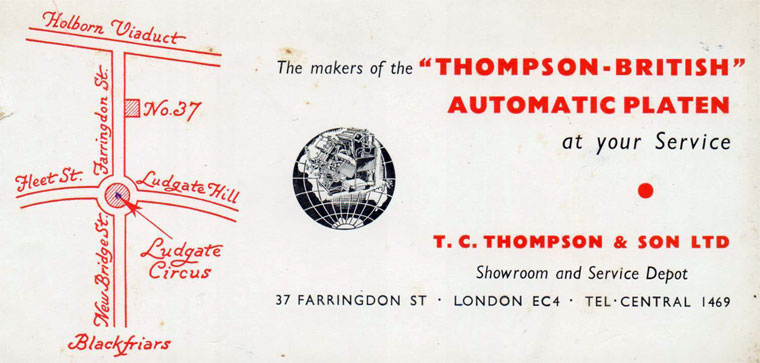 Holborn Viaduct
Farringdon St.
No.37
Fleet St.
Ludgate Hill
New Bridge St.
Ludgate
Circus
Blackfriars
The makers of the "THOMPSON-BRITISH"
AUTOMATIC PLATEN
at your Service
T. C. THOMPSON & SON LTD
Showroom and Service Depot
37 FARRINGDON ST · LONDON EC4 · TEL·CENTRAL 1469